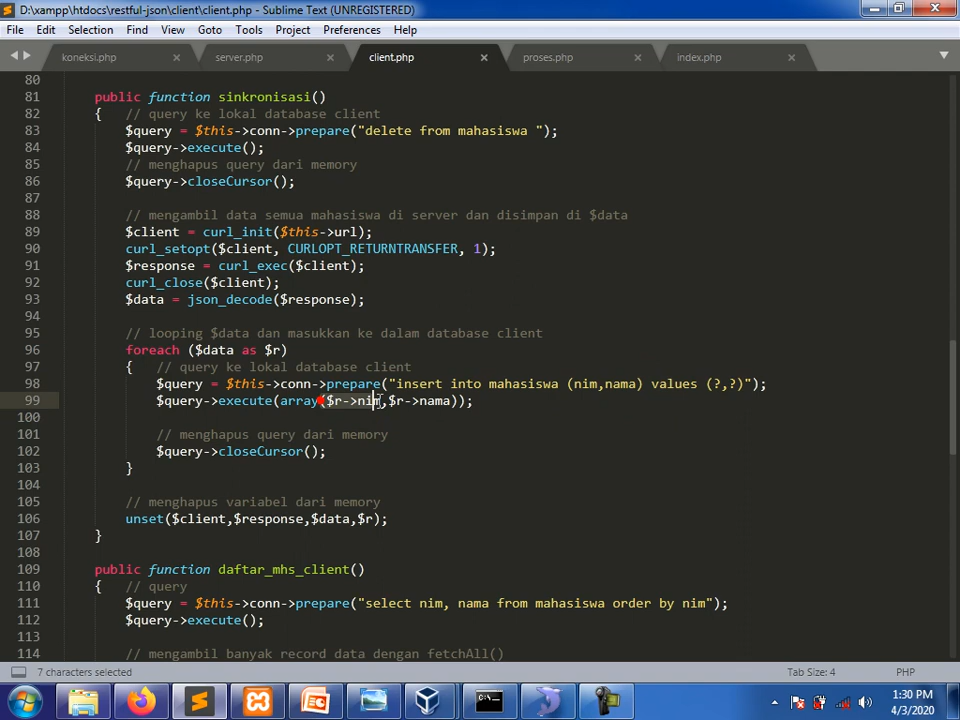 D:\xampp\htdocs\restful-json\client\client.php - Sublime Text (UNREGISTERED)
File Edit Selection Find View Goto Tools Project Preferences Help
koneksi.php server.php client.php proses.php index.php
80
81 public function sinkronisasi()
82 { // query ke lokal database client
83 $query = $this->conn->prepare("delete from mahasiswa ");
84 $query->execute();
85 // menghapus query dari memory
86 $query->closeCursor();
87
88 // mengambil data semua mahasiswa di server dan disimpan di $data
89 $client = curl_init($this->url);
90 curl_setopt($client, CURLOPT_RETURNTRANSFER, 1);
91 $response = curl_exec($client);
92 curl_close($client);
93 $data = json_decode($response);
94
95 // looping $data dan masukkan ke dalam database client
96 foreach ($data as $r)
97 { // query ke lokal database client
98 $query = $this->conn->prepare("insert into mahasiswa (nim,nama) values (?,?)");
99 $query->execute(array($r->nim,$r->nama));
100
101 // menghapus query dari memory
102 $query->closeCursor();
103 }
104
105 // menghapus variabel dari memory
106 unset($client,$response,$data,$r);
107 }
108
109 public function daftar_mhs_client()
110 { // query
111 $query = $this->conn->prepare("select nim, nama from mahasiswa order by nim");
112 $query->execute();
113
114 // mengambil banyak record data dengan fetchAll()
7 characters selected Tab Size: 4 PHP
1:30 PM
4/3/2020